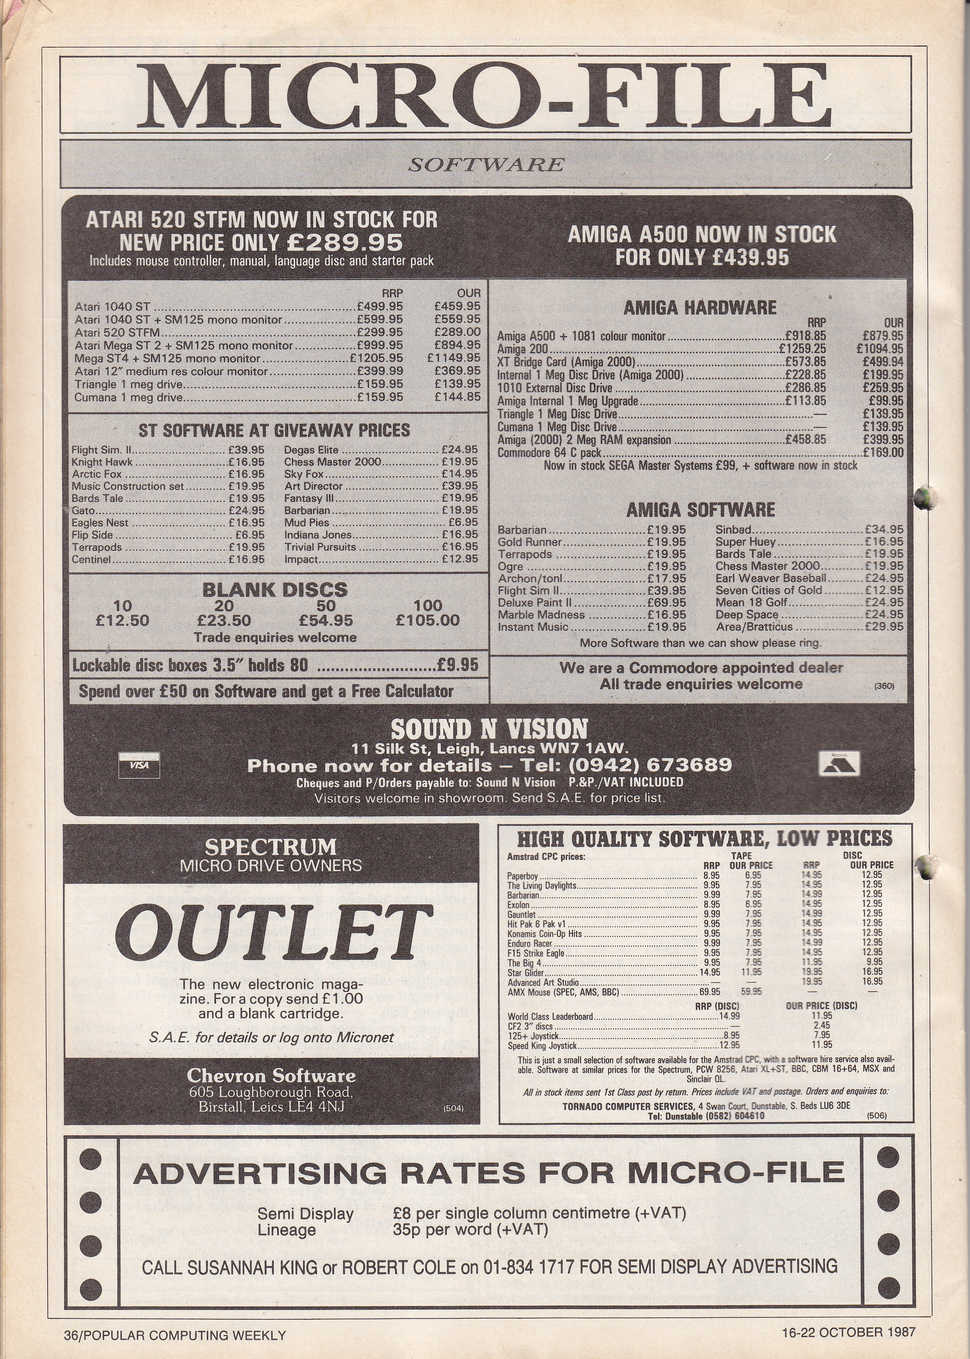 MICRO-FILE
SOFTWARE
ATARI 520 STFM NOW IN STOCK FOR
NEW PRICE ONLY £289.95
Includes mouse controller, manual, language disc and starter pack
RRP OUR
Atari 1040 ST £499.95 £459.95
Atari 1040 ST + SM125 mono monitor £599.95 £559.95
Atari 520 STFM £299.95 £289.00
Atari Mega ST 2 + SM125 mono monitor £999.95 £894.95
Mega ST4 + SM125 mono monitor £1205.95 £1149.95
Atari 12" medium res colour monitor £399.99 £369.95
Triangle 1 meg drive £159.95 £139.95
Cumana 1 meg drive £159.95 £144.85
ST SOFTWARE AT GIVEAWAY PRICES
Flight Sim. II £39.95 Degas Elite £24.95
Knight Hawk £16.95 Chess Master 2000 £19.95
Arctic Fox £16.95 Sky Fox £14.95
Music Construction set £19.95 Art Director £39.95
Bards Tale £19.95 Fantasy III £19.95
Gato £24.95 Barbarian £19.95
Eagles Nest £16.95 Mud Pies £6.95
Flip Side £6.95 Indiana Jones £16.95
Terrapods £19.95 Trivial Pursuits £16.95
Centinel £16.95 Impact £12.95
BLANK DISCS
10 20 50 100
£12.50 £23.50 £54.95 £105.00
Trade enquiries welcome
Lockable disc boxes 3.5" holds 80 £9.95
Spend over £50 on Software and get a Free Calculator
AMIGA A500 NOW IN STOCK
FOR ONLY £439.95
AMIGA HARDWARE
RRP OUR
Amiga A500 + 1081 colour monitor £918.85 £879.95
Amiga 200 £1259.25 £1094.95
XT Bridge Card (Amiga 2000) £573.85 £499.94
Internal 1 Meg Disc Drive (Amiga 2000) £228.85 £199.95
1010 External Disc Drive £286.85 £259.95
Amiga Internal 1 Meg Upgrade £113.85 £99.95
Triangle 1 Meg Disc Drive — £139.95
Cumana 1 Meg Disc Drive — £139.95
Amiga (2000) 2 Meg RAM expansion £458.85 £399.95
Commodore 64 C pack £169.00
Now in stock SEGA Master Systems £99, + software now in stock
AMIGA SOFTWARE
Barbarian £19.95 Sinbad £34.95
Gold Runner £19.95 Super Huey £16.95
Terrapods £19.95 Bards Tale £19.95
Ogre £19.95 Chess Master 2000 £19.95
Archon/tonl £17.95 Earl Weaver Baseball £24.95
Flight Sim II £39.95 Seven Cities of Gold £12.95
Deluxe Paint II £69.95 Mean 18 Golf £24.95
Marble Madness £16.95 Deep Space £24.95
Instant Music £19.95 Area/Bratticus £29.95
More Software than we can show please ring.
We are a Commodore appointed dealer
All trade enquiries welcome (360)
SOUND N VISION
11 Silk St, Leigh, Lancs WN7 1AW.
Phone now for details – Tel: (0942) 673689
Cheques and P/Orders payable to: Sound N Vision P.&P./VAT INCLUDED
Visitors welcome in showroom. Send S.A.E. for price list.
VISA
SPECTRUM
MICRO DRIVE OWNERS
OUTLET
The new electronic maga-
zine. For a copy send £1.00
and a blank cartridge.
S.A.E. for details or log onto Micronet
Chevron Software
605 Loughborough Road,
Birstall, Leics LE4 4NJ (504)
HIGH QUALITY SOFTWARE, LOW PRICES
Amstrad CPC prices: TAPE DISC
RRP OUR PRICE RRP OUR PRICE
Paperboy 8.95 6.95 14.95 12.95
The Living Daylights 9.95 7.95 14.95 12.95
Barbarian 9.99 7.95 14.99 12.95
Exolon 8.95 6.95 14.95 12.95
Gauntlet 9.99 7.95 14.99 12.95
Hit Pak 6 Pak v1 9.95 7.95 14.95 12.95
Konamis Coin-Op Hits 9.95 7.95 14.95 12.95
Enduro Racer 9.99 7.95 14.99 12.95
F15 Strike Eagle 9.95 7.95 14.95 12.95
The Big 4 9.95 7.95 11.95 9.95
Star Glider 14.95 11.95 19.95 16.95
Advanced Art Studio — — 19.95 16.95
AMX Mouse (SPEC, AMS, BBC) 69.95 59.95 — —
RRP (DISC) OUR PRICE (DISC)
World Class Leaderboard 14.99 11.95
CF2 3" discs — 2.45
125+ Joystick 8.95 7.95
Speed King Joystick 12.95 11.95
This is just a small selection of software available for the Amstrad CPC, with a software hire service also avail-
able. Software at similar prices for the Spectrum, PCW 8256, Atari XL+ST, BBC, CBM 16+64, MSX and
Sinclair QL.
All in stock items sent 1st Class post by return. Prices include VAT and postage. Orders and enquiries to:
TORNADO COMPUTER SERVICES, 4 Swan Court, Dunstable, S. Beds LU6 3DE
Tel: Dunstable (0582) 604610 (506)
ADVERTISING RATES FOR MICRO-FILE
Semi Display £8 per single column centimetre (+VAT)
Lineage 35p per word (+VAT)
CALL SUSANNAH KING or ROBERT COLE on 01-834 1717 FOR SEMI DISPLAY ADVERTISING
36/POPULAR COMPUTING WEEKLY
16-22 OCTOBER 1987